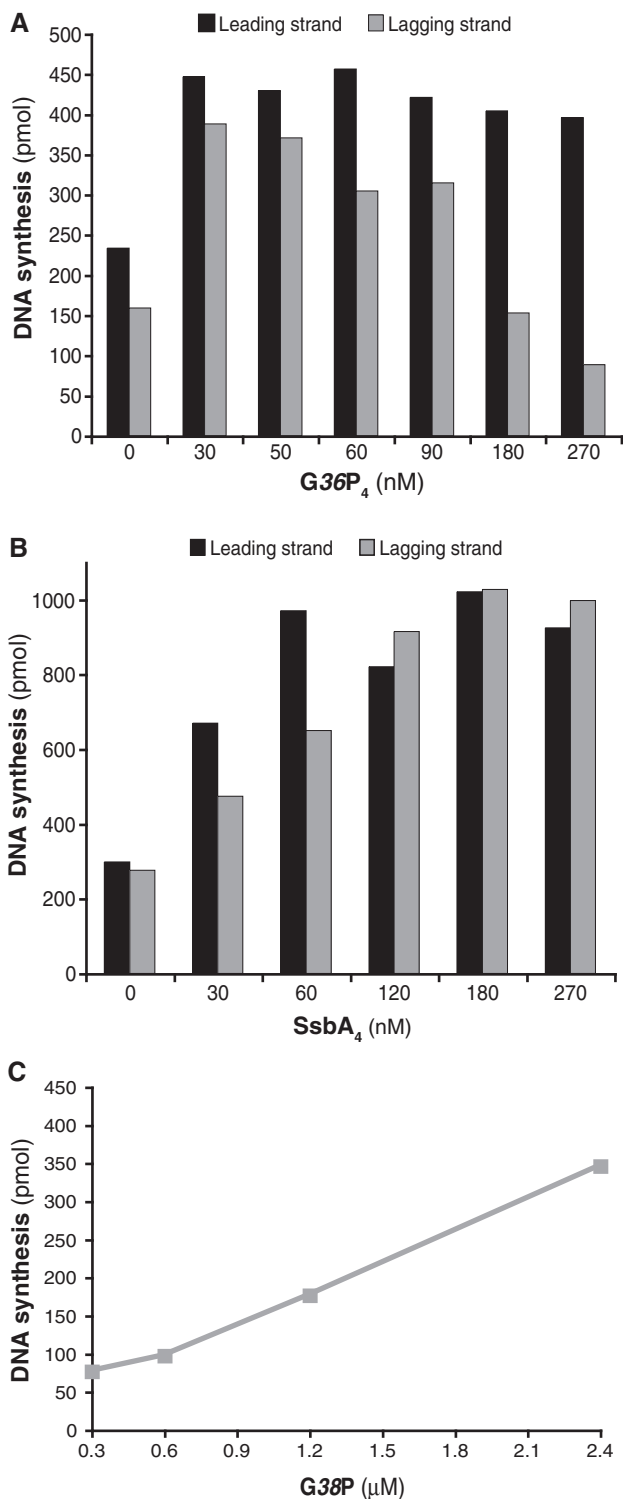 A
Leading strand Lagging strand
500
450
400
350
300
250
200
150
100
50
0
DNA synthesis (pmol)
0 30 50 60 90 180 270
G36P4 (nM)
B
Leading strand Lagging strand
1000
800
600
400
200
0
DNA synthesis (pmol)
0 30 60 120 180 270
SsbA4 (nM)
C
450
400
350
300
250
200
150
100
50
0
DNA synthesis (pmol)
0.3 0.6 0.9 1.2 1.5 1.8 2.1 2.4
G38P (μM)